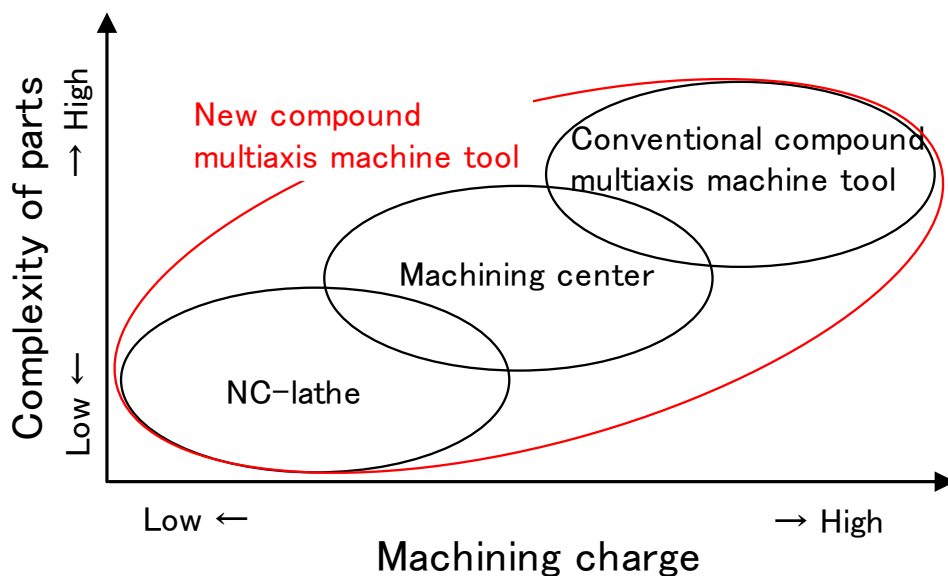 Complexity of parts
Low ←
→ High
New compound
multiaxis machine tool
Conventional compound
multiaxis machine tool
Machining center
NC-lathe
Low ←
→ High
Machining charge